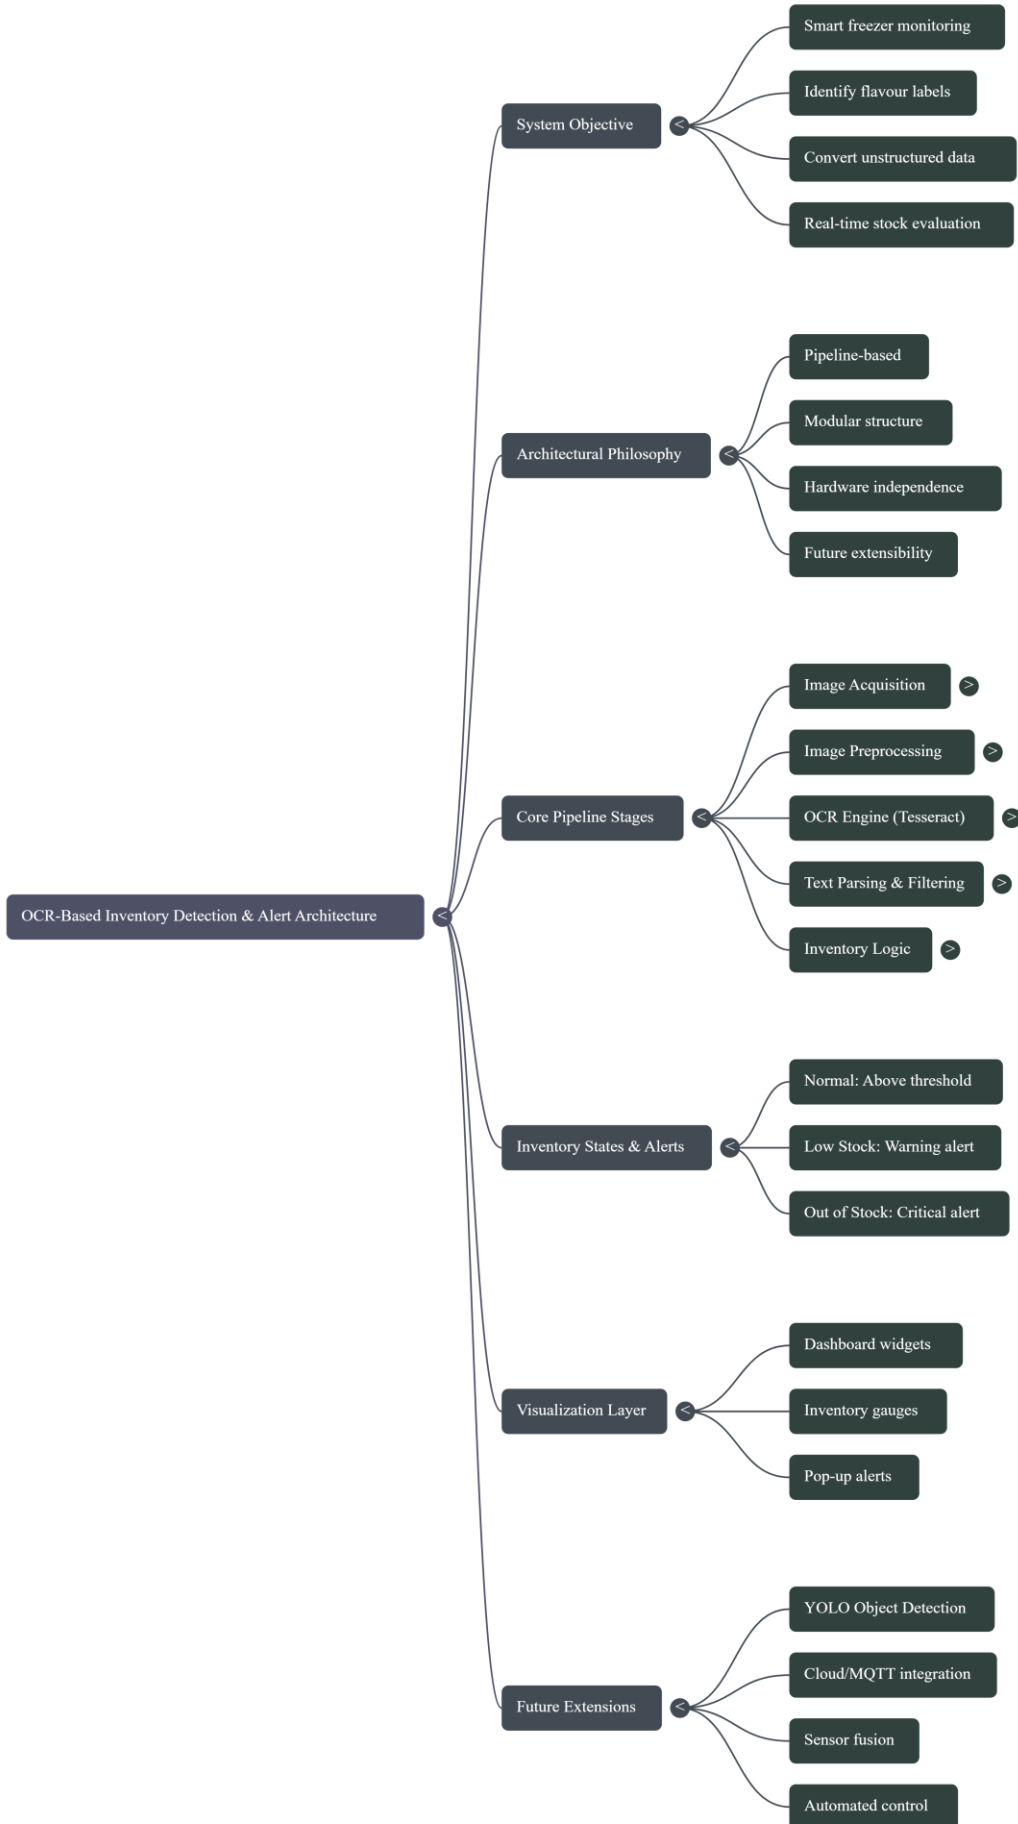 OCR-Based Inventory Detection & Alert Architecture
<
System Objective
<
Smart freezer monitoring
Identify flavour labels
Convert unstructured data
Real-time stock evaluation
Architectural Philosophy
<
Pipeline-based
Modular structure
Hardware independence
Future extensibility
Core Pipeline Stages
<
Image Acquisition
>
Image Preprocessing
>
OCR Engine (Tesseract)
>
Text Parsing & Filtering
>
Inventory Logic
>
Inventory States & Alerts
<
Normal: Above threshold
Low Stock: Warning alert
Out of Stock: Critical alert
Visualization Layer
<
Dashboard widgets
Inventory gauges
Pop-up alerts
Future Extensions
<
YOLO Object Detection
Cloud/MQTT integration
Sensor fusion
Automated control